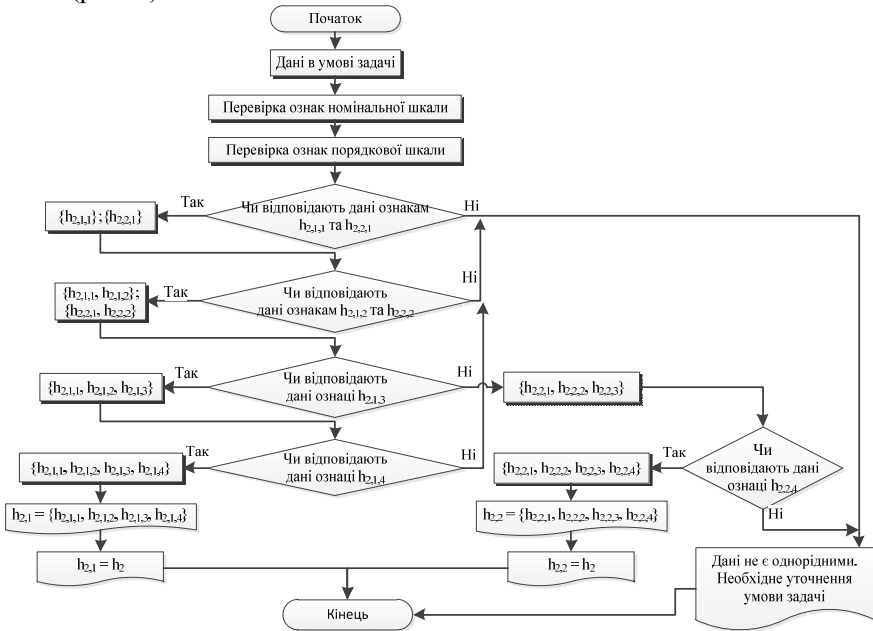 Початок
Дані в умові задачі
Перевірка ознак номінальної шкали
Перевірка ознак порядкової шкали
Так
Ні
{h2,1,1}; {h2,2,1}
Чи відповідають дані ознакам
h2,1,1 та h2,2,1
Ні
Так
{h2,1,1, h2,1,2};
{h2,2,1, h2,2,2}
Чи відповідають
дані ознакам h2,1,2 та h2,2,2
Так
Ні
{h2,1,1, h2,1,2, h2,1,3}
Чи відповідають
дані ознаці h2,1,3
{h2,2,1, h2,2,2, h2,2,3}
Так
Ні
{h2,1,1, h2,1,2, h2,1,3, h2,1,4}
Чи відповідають
дані ознаці h2,1,4
{h2,2,1, h2,2,2, h2,2,3, h2,2,4}
Так
Чи
відповідають дані
ознаці h2,2,4
Ні
h2,1 = {h2,1,1, h2,1,2, h2,1,3, h2,1,4}
h2,2 = {h2,2,1, h2,2,2, h2,2,3, h2,2,4}
h2,1 = h2
h2,2 = h2
Дані не є однорідними.
Необхідне уточнення
умови задачі
Кінець